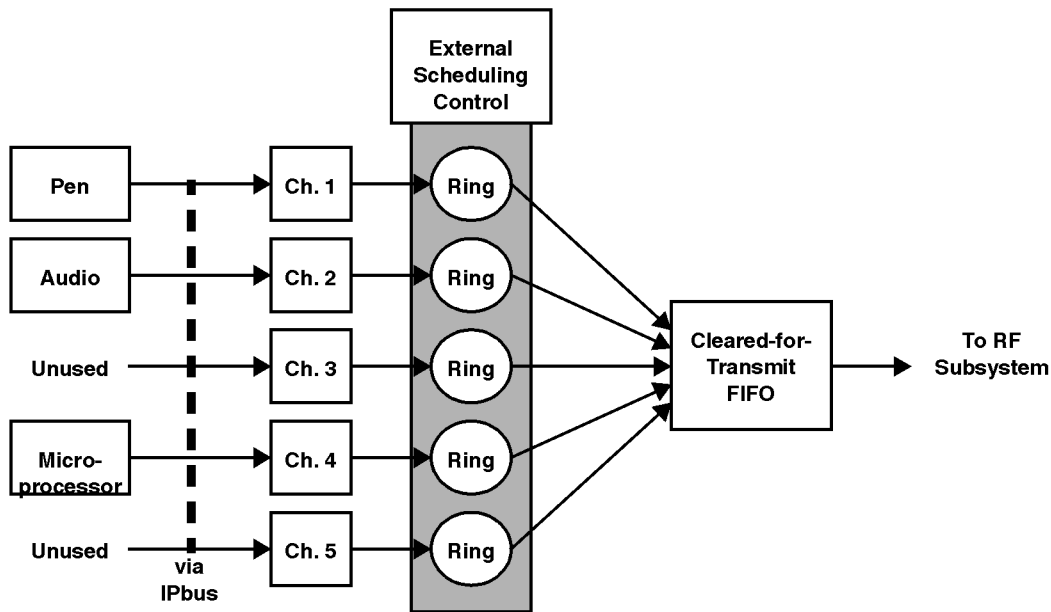 External
Scheduling
Control
Pen
Ch. 1
Ring
Audio
Ch. 2
Ring
Unused
Ch. 3
Ring
Cleared-for-
Transmit
FIFO
To RF
Subsystem
Micro-
processor
Ch. 4
Ring
Unused
Ch. 5
Ring
via
IPbus